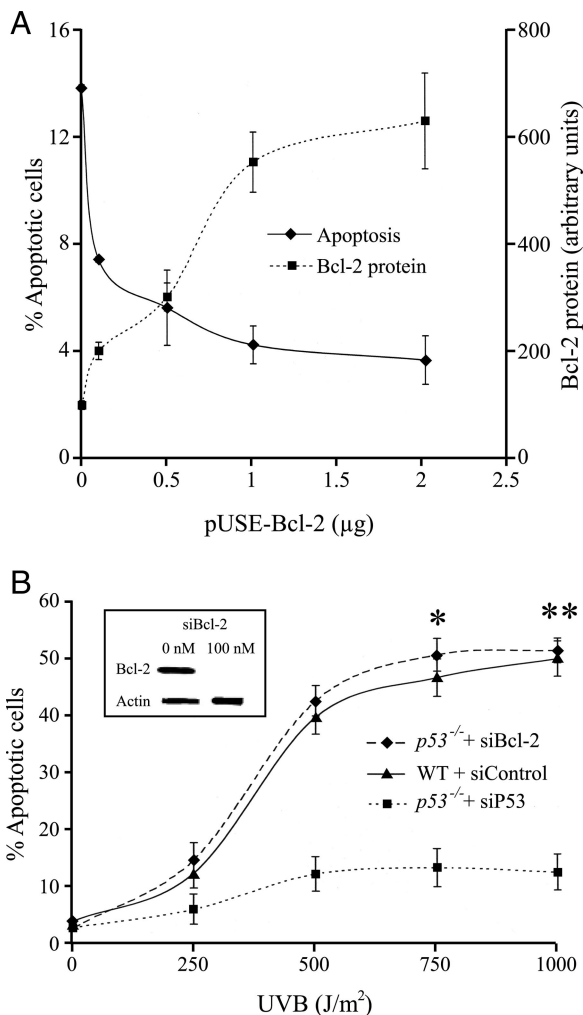 A
16
12
8
4
0
% Apoptotic cells
800
600
400
200
0
Bcl-2 protein (arbitrary units)
Apoptosis
Bcl-2 protein
0 0.5 1 1.5 2 2.5
pUSE-Bcl-2 (µg)
B
60
50
40
30
20
10
0
% Apoptotic cells
siBcl-2
0 nM 100 nM
Bcl-2
Actin
* **
p53-/-+ siBcl-2
WT + siControl
p53-/-+ siP53
0 250 500 750 1000
UVB (J/m²)